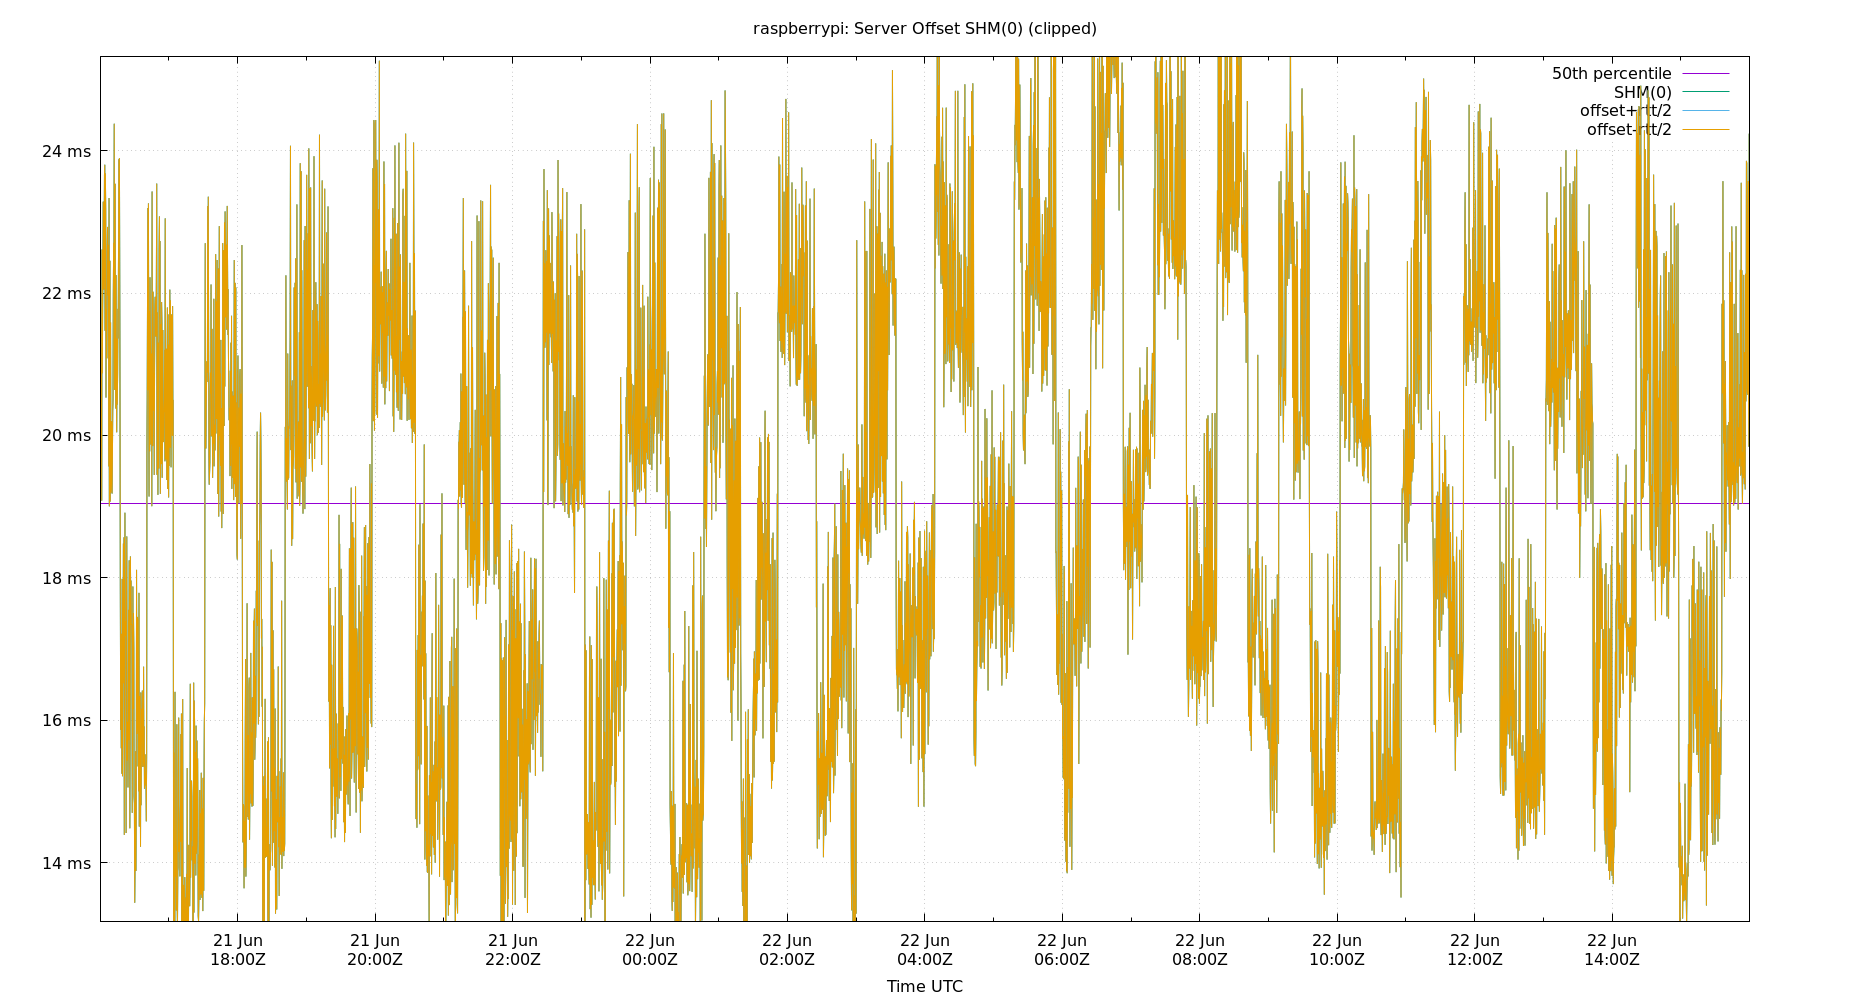 raspberrypi: Server Offset SHM(0) (clipped)
50th percentile
SHM(0)
offset+rtt/2
offset-rtt/2
24 ms
22 ms
20 ms
18 ms
16 ms
14 ms
21 Jun 21 Jun 21 Jun 22 Jun 22 Jun 22 Jun 22 Jun 22 Jun 22 Jun 22 Jun 22 Jun
18:00Z 20:00Z 22:00Z 00:00Z 02:00Z 04:00Z 06:00Z 08:00Z 10:00Z 12:00Z 14:00Z
Time UTC